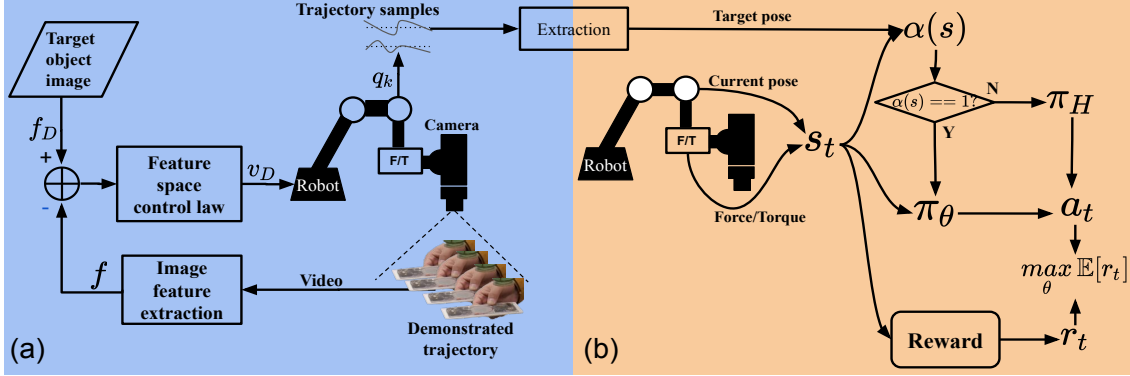 Trajectory samples
Target
object
image
f_D
+
-
Feature
space
control law
v_D
Robot
q_k
F/T
Camera
Image
feature
extraction
f
Video
Demonstrated
trajectory
(a)
Extraction
Target pose
α(s)
Current pose
α(s) == 1?
N
Y
π_H
F/T
Robot
s_t
Force/Torque
π_θ
a_t
max 𝔼[r_t]
θ
Reward
r_t
(b)